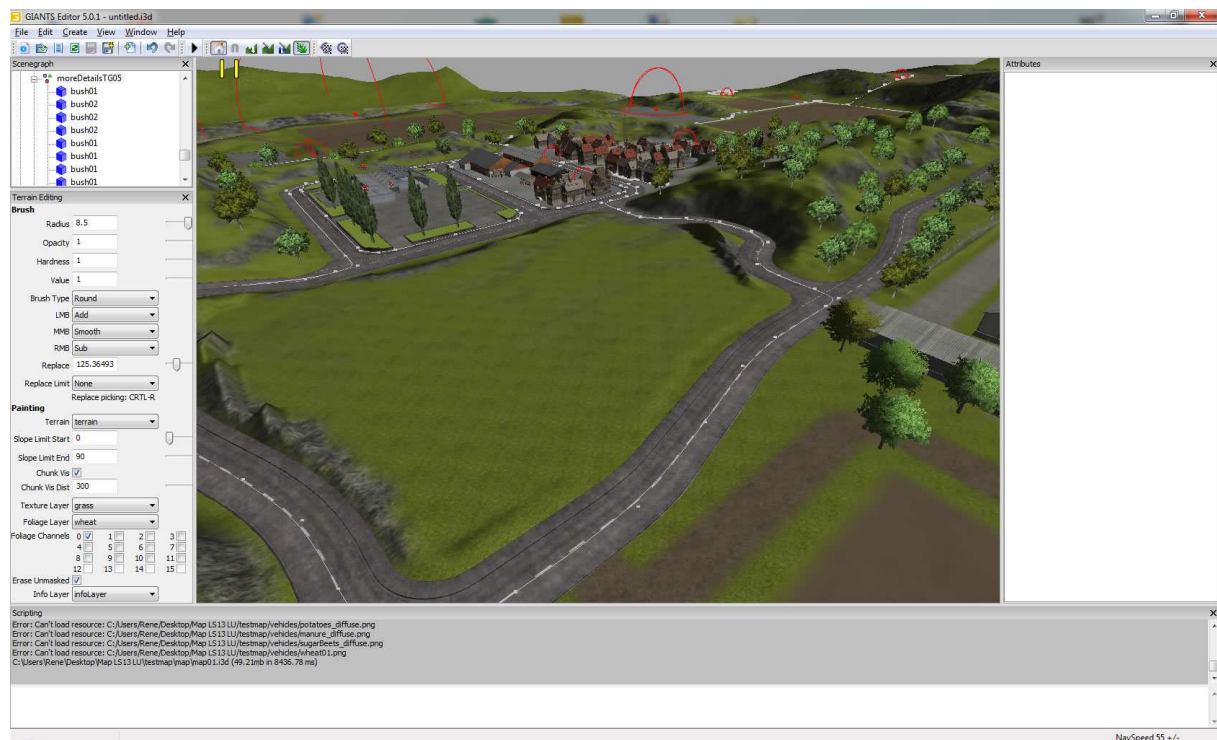 GIANTS Editor 5.0.1 - untitled.i3d
File Edit Create View Window Help
Scenegraph
moreDetailsTG05
bush01
bush02
bush02
bush02
bush01
bush01
bush01
bush01
Terrain Editing
Brush
Radius 8.5
Opacity 1
Hardness 1
Value 1
Brush Type Round
LMB Add
MMB Smooth
RMB Sub
Replace 125.36493
Replace Limit None
Replace picking: CRTL-R
Painting
Terrain terrain
Slope Limit Start 0
Slope Limit End 90
Chunk Vis
Chunk Vis Dist 300
Texture Layer grass
Foliage Layer wheat
Foliage Channels 0 1 2 3
4 5 6 7
8 9 10 11
12 13 14 15
Erase Unmasked
Info Layer infoLayer
Attributes
Scripting
Error: Can't load resource: C:/Users/Rene/Desktop/Map LS13 LU/testmap/vehicles/potatoes_diffuse.png
Error: Can't load resource: C:/Users/Rene/Desktop/Map LS13 LU/testmap/vehicles/manure_diffuse.png
Error: Can't load resource: C:/Users/Rene/Desktop/Map LS13 LU/testmap/vehicles/sugarBeets_diffuse.png
Error: Can't load resource: C:/Users/Rene/Desktop/Map LS13 LU/testmap/vehicles/wheat01.png
C:\Users\Rene\Desktop\Map LS13 LU\testmap\map\map01.i3d (49.21mb in 8436.78 ms)
NavSpeed 55 +/-